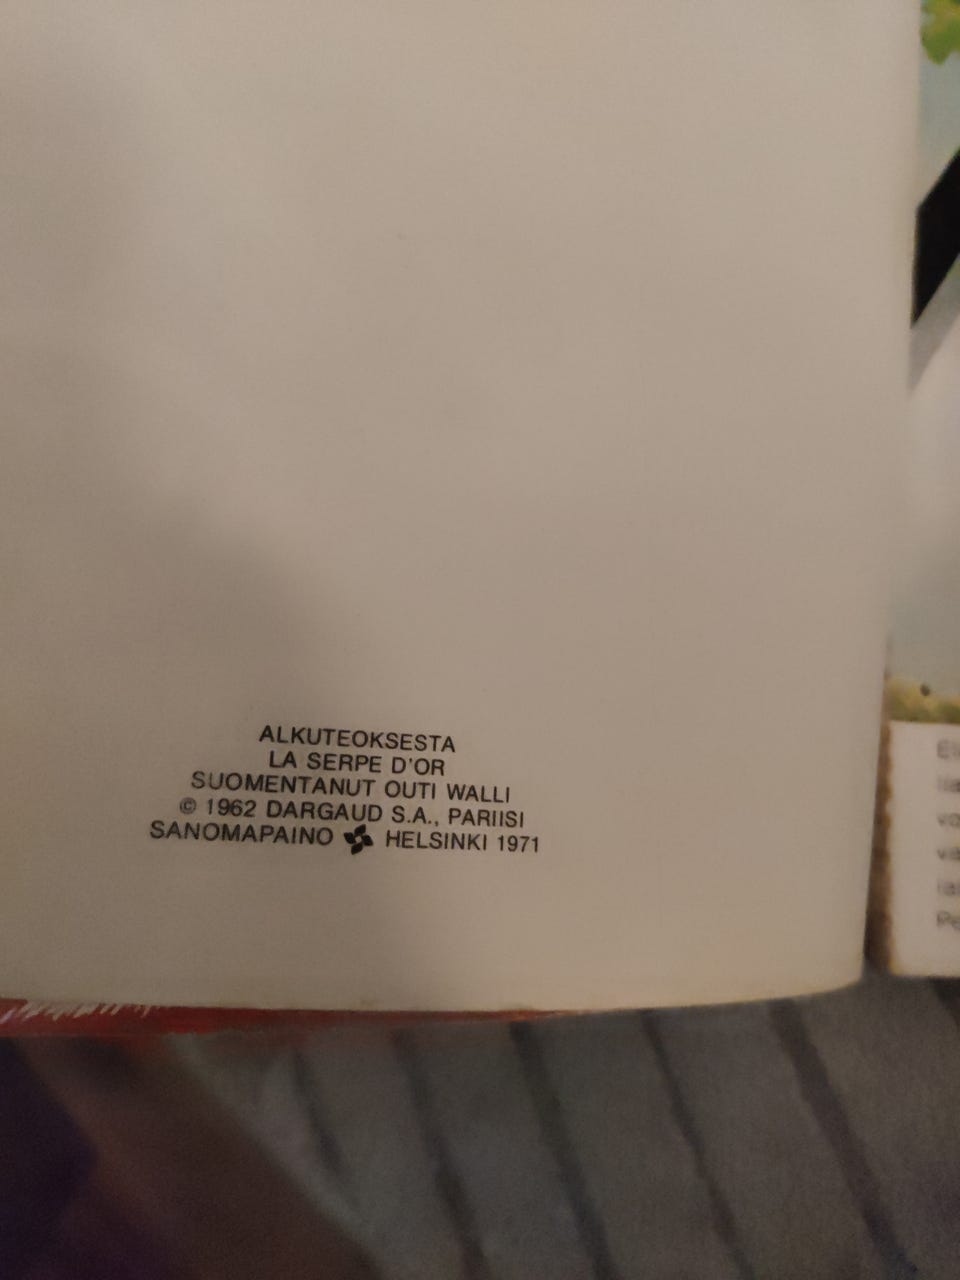 ALKUTEOKSESTA
LA SERPE D'OR
SUOMENTANUT OUTI WALLI
© 1962 DARGAUD S.A., PARIISI
SANOMAPAINO HELSINKI 1971